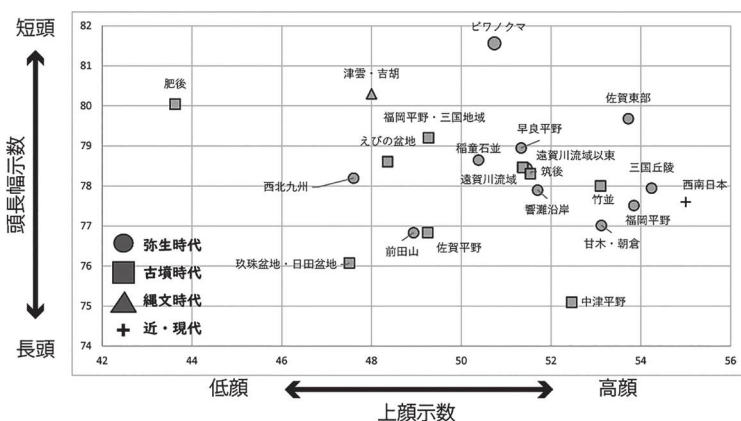 短頭
82
ビワノクマ
81
津雲・吉胡
肥後
80
佐賀東部
福岡平野・三国地域
早良平野
79
えびの盆地
稲童石並
遠賀川流域以東
三国丘陵
78
西北九州
遠賀川流域
筑後
竹並
西南日本
響灘沿岸
福岡平野
77
前田山
佐賀平野
甘木・朝倉
76
玖珠盆地・日田盆地
75
中津平野
74
頭長幅示数
弥生時代
古墳時代
縄文時代
近・現代
長頭
42 44 46 48 50 52 54 56
低顔
高顔
上顔示数